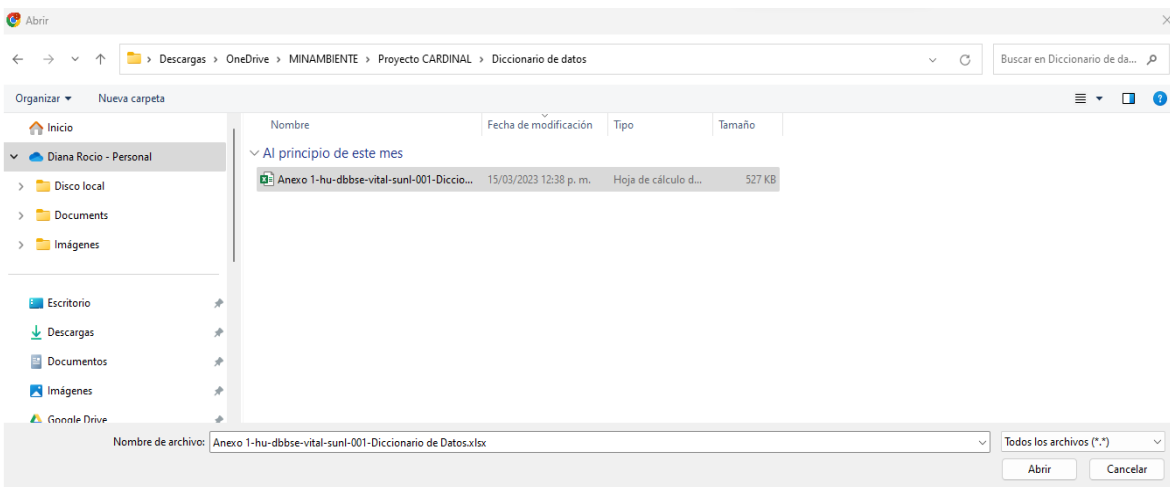 Abrir
Descargas > OneDrive > MINAMBIENTE > Proyecto CARDINAL > Diccionario de datos
Buscar en Diccionario de da...
Organizar
Nueva carpeta
Inicio
Diana Rocio - Personal
Disco local
Documents
Imágenes
Escritorio
Descargas
Documentos
Imágenes
Google Drive
Nombre Fecha de modificación Tipo Tamaño
Al principio de este mes
Anexo 1-hu-dbbse-vital-sunl-001-Diccio... 15/03/2023 12:38 p. m. Hoja de cálculo d... 527 KB
Nombre de archivo: Anexo 1-hu-dbbse-vital-sunl-001-Diccionario de Datos.xlsx
Todos los archivos (*.*)
Abrir Cancelar